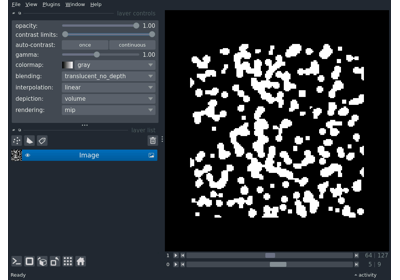 File View Plugins Window Help
layer controls
opacity: 1.00
contrast limits:
auto-contrast: once continuous
gamma: 1.00
colormap: gray
blending: translucent_no_depth
interpolation: linear
depiction: volume
rendering: mip
layer list
Image
1 64 127
0 5 9
Ready activity